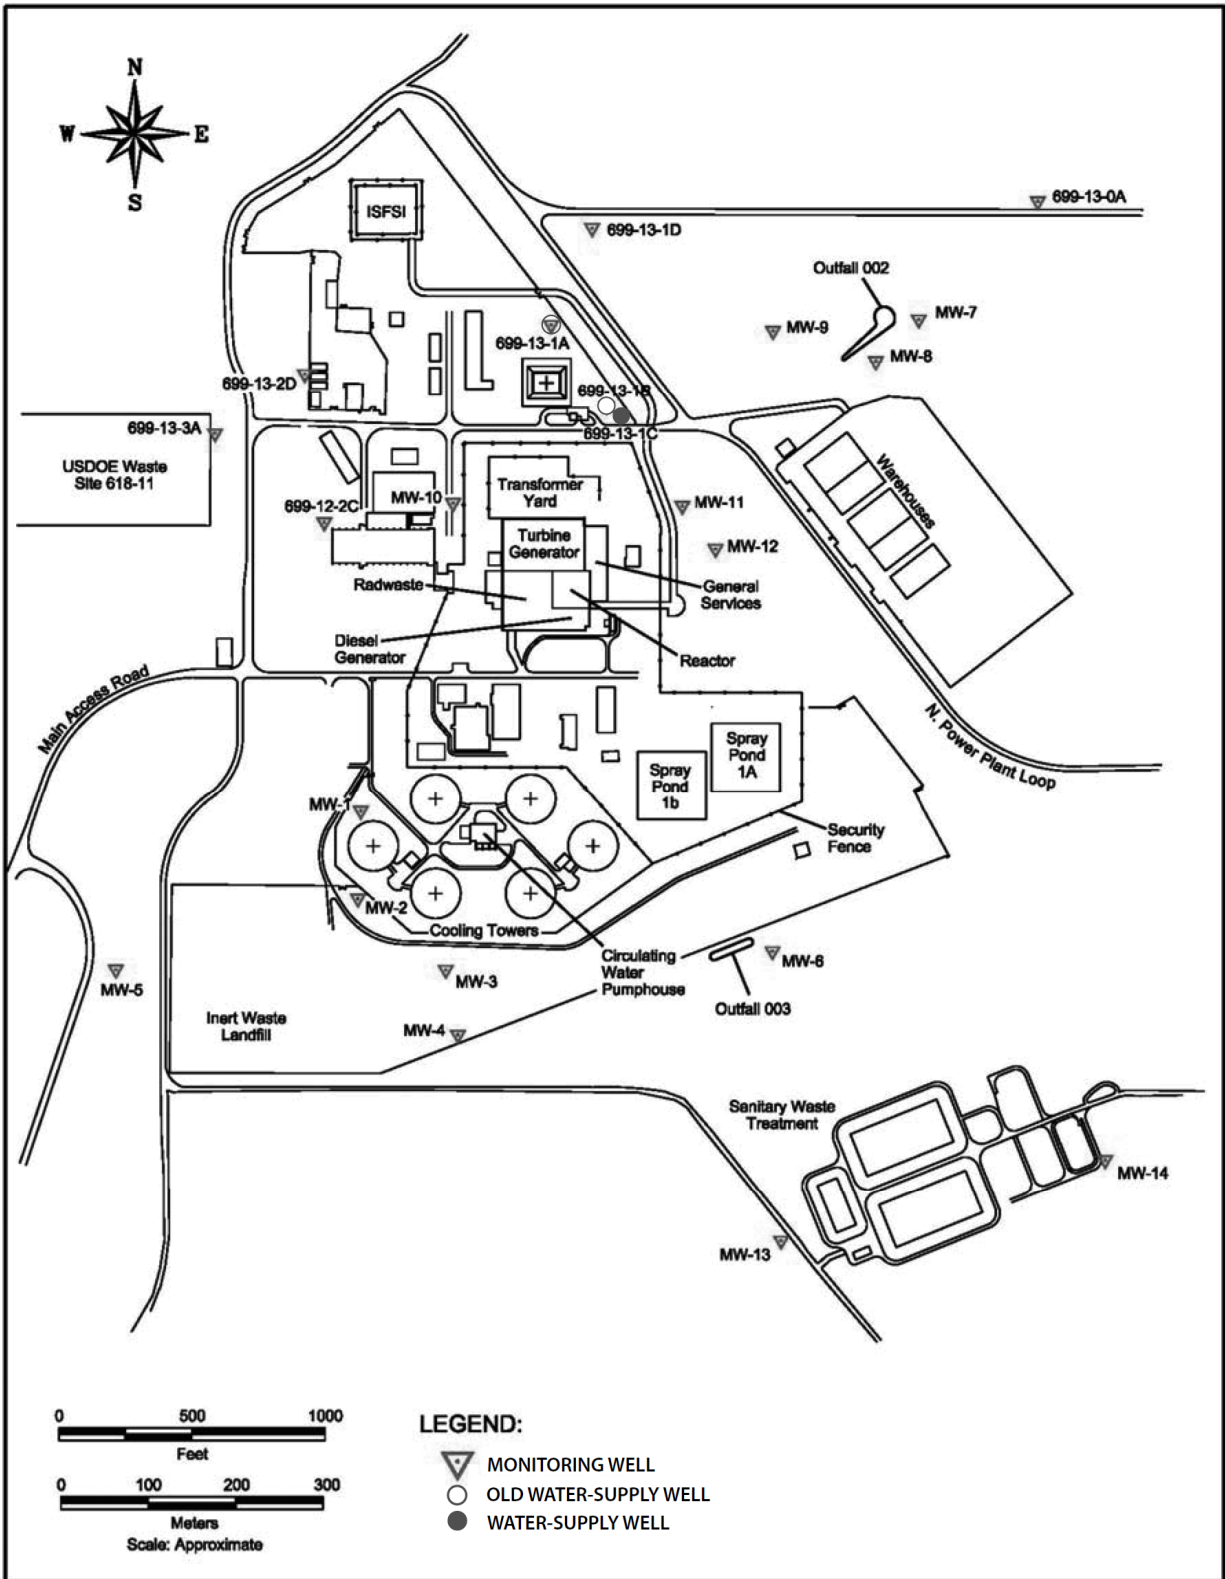 N
W
E
S
ISFSI
699-13-0A
699-13-1D
Outfall 002
MW-7
MW-9
MW-8
699-13-1A
699-13-2D
699-13-1B
699-13-3A
699-13-1C
USDOE Waste
Site 618-11
Warehouses
Transformer
Yard
MW-10
699-12-2C
MW-11
Turbine
Generator
MW-12
Radwaste
General
Services
Diesel
Generator
Reactor
Main Access Road
N. Power Plant Loop
Spray
Pond
1A
Spray
Pond
1b
MW-1
Security
Fence
MW-2
Cooling Towers
Circulating
Water
Pumphouse
MW-6
MW-3
MW-5
Outfall 003
Inert Waste
Landfill
MW-4
Sanitary Waste
Treatment
MW-14
MW-13
0 500 1000
Feet
0 100 200 300
Meters
Scale: Approximate
LEGEND:
MONITORING WELL
OLD WATER-SUPPLY WELL
WATER-SUPPLY WELL